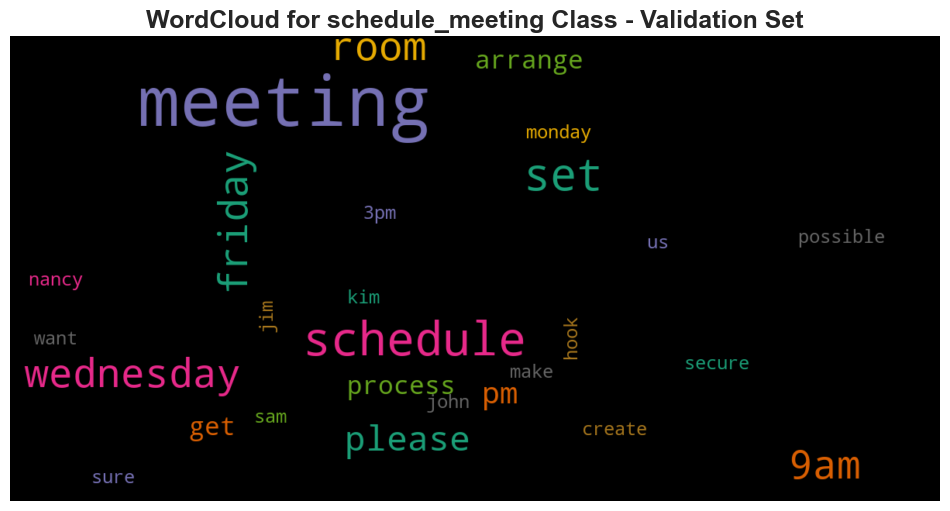 WordCloud for schedule_meeting Class - Validation Set
room
arrange
meeting
monday
friday
set
3pm
us
possible
nancy
kim
jim
want
schedule
hook
secure
wednesday
process
make
pm
john
get
sam
please
create
sure
9am